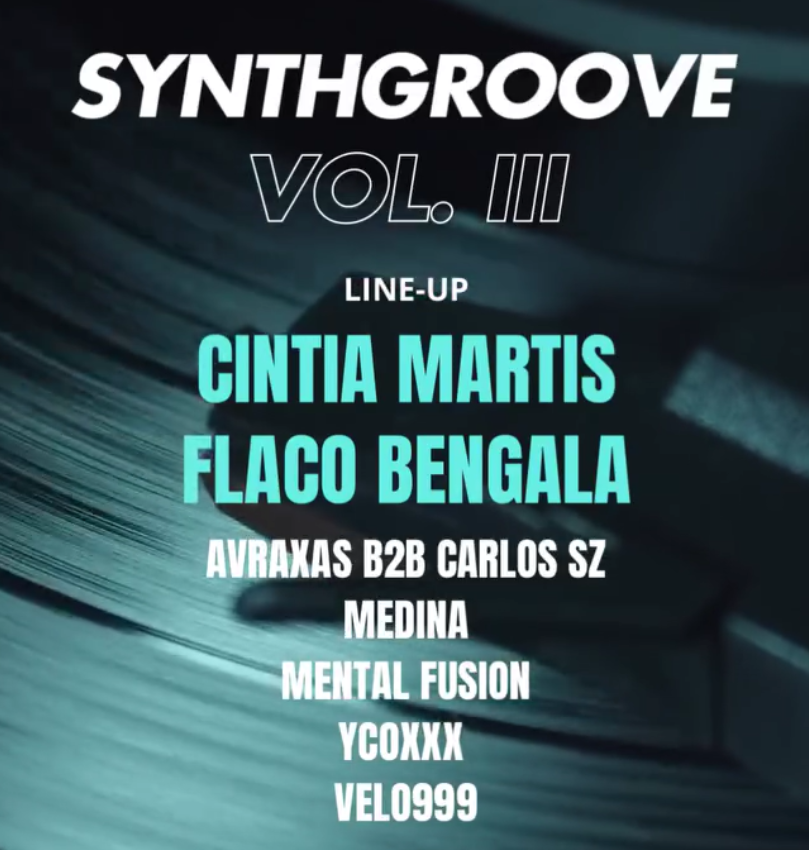 SYNTHGROOVE
VOL. III
LINE-UP
CINTIA MARTIS
FLACO BENGALA
AVRAXAS B2B CARLOS SZ
MEDINA
MENTAL FUSION
YCOXXX
VELO999